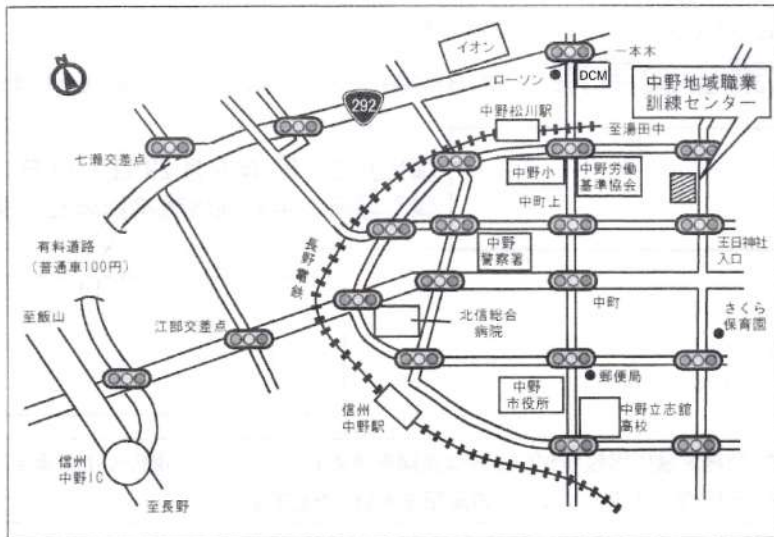 イオン
一本木
ローソン
DCM
中野地域職業
訓練センター
292
中野松川駅
至湯田中
七瀬交差点
中野小
中野労働
基準協会
中町上
有料道路
(普通車100円)
長野電鉄
中野
警察署
王日神社
入口
至飯山
江部交差点
北信総合
病院
中町
さくら
保育園
信州
中野駅
中野
市役所
郵便局
中野立志館
高校
信州
中野IC
至長野